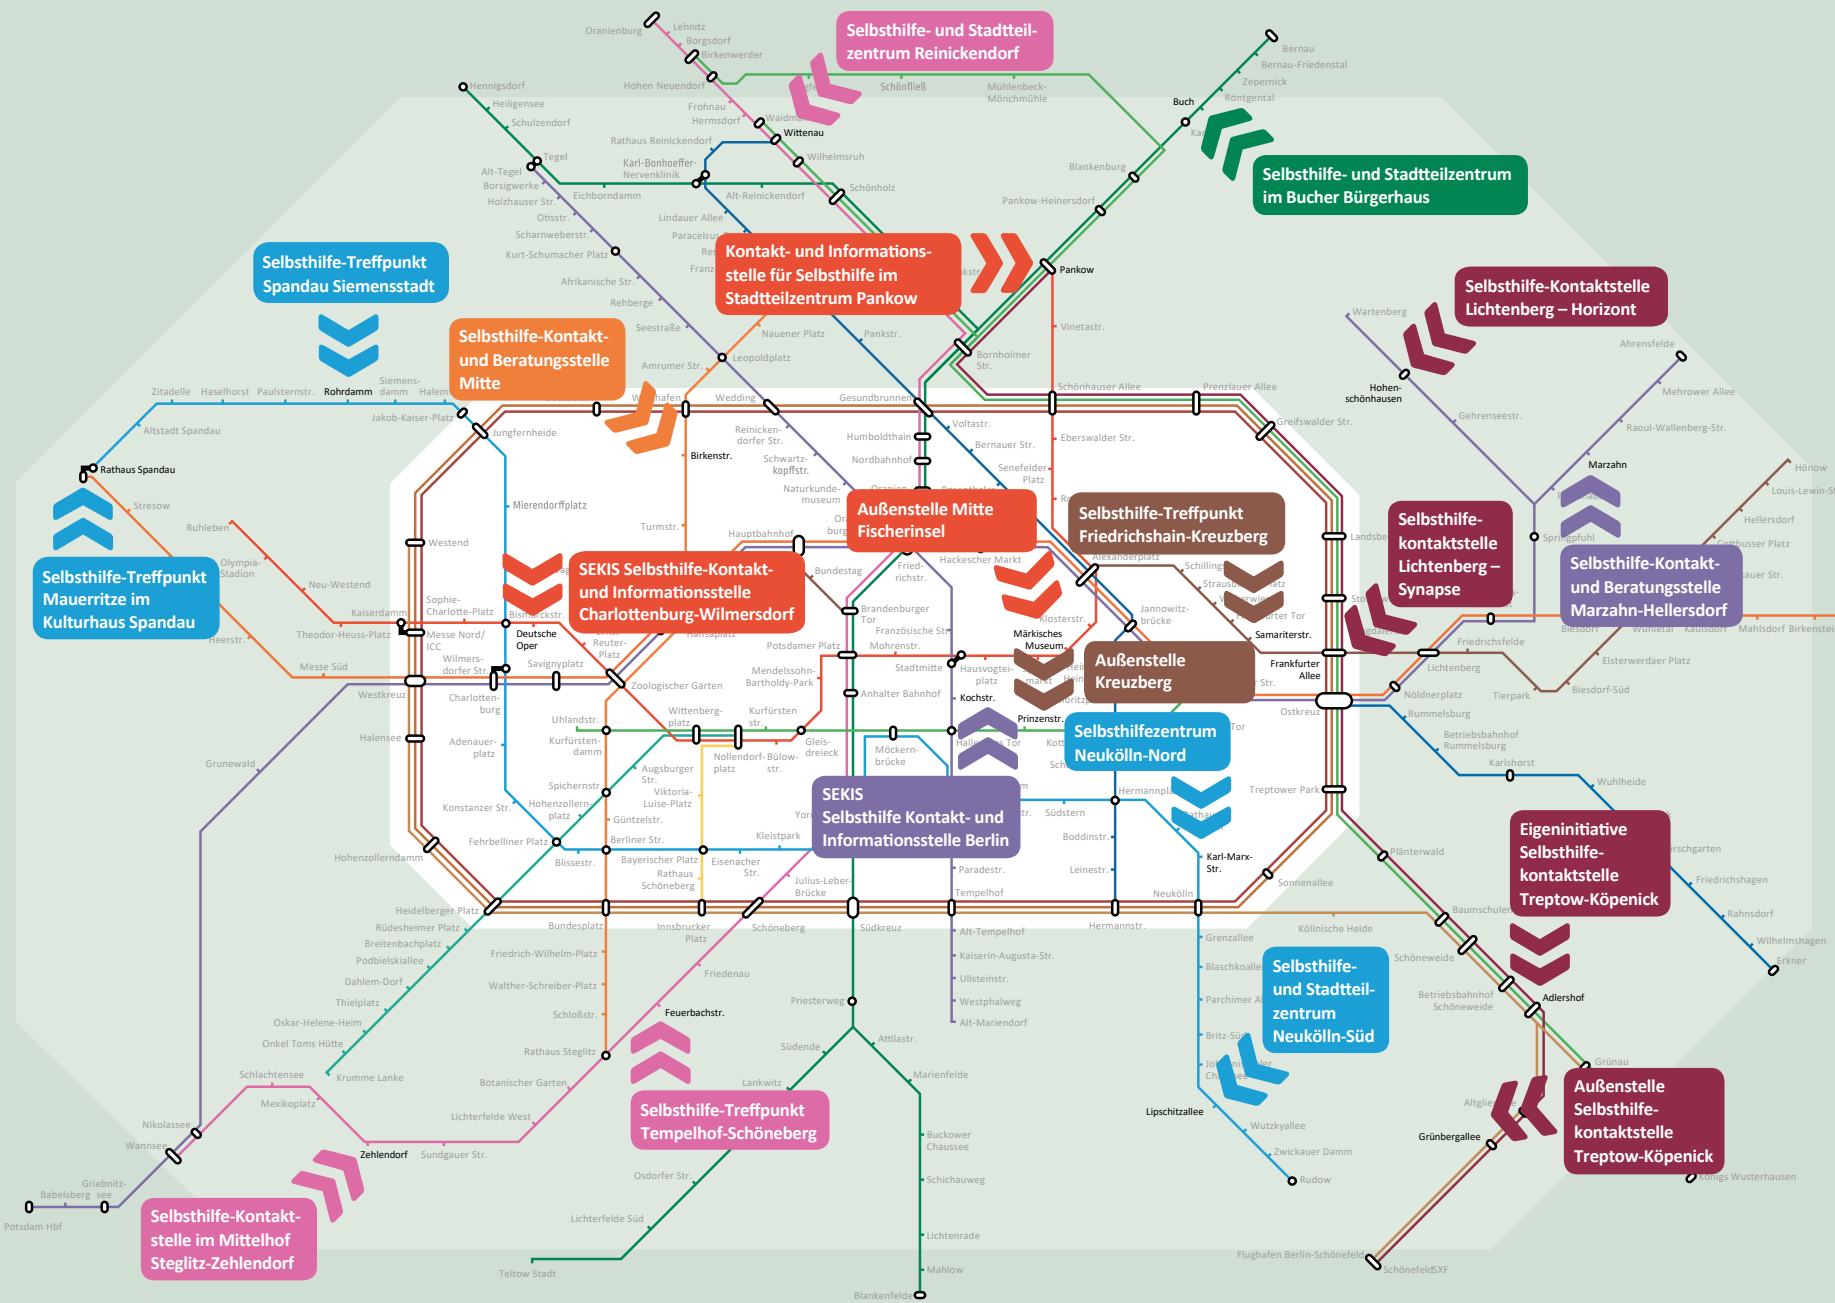 Oranienburg
Lehnitz
Borgsdorf
Birkenwerder
Hohen Neuendorf
Frohnau
Hermsdorf
Wittenau
Rathaus Reinickendorf
Wilhelmsruh
Karl-Bonhoeffer-
Nervenklinik
Alt-Reinickendorf
Schönholz
Lindauer Allee
Selbsthilfe- und Stadtteil-
zentrum Reinickendorf
Schönfließ
Mühlenbeck-
Mönchmühle
Bernau
Bernau-Friedenstal
Zepernick
Röntgental
Buch
Blankenburg
Pankow-Heinersdorf
Selbsthilfe- und Stadtteilzentrum
im Bucher Bürgerhaus
Hennigsdorf
Heiligensee
Schulzendorf
Tegel
Alt-Tegel
Borsigwerke
Eichborndamm
Holzhauser Str.
Otisstr.
Scharnweberstr.
Kurt-Schumacher Platz
Afrikanische Str.
Rehberge
Seestraße
Kontakt- und Informations-
stelle für Selbsthilfe im
Stadtteilzentrum Pankow
Pankow
Vinetastr.
Nauener Platz
Pankstr.
Leopoldplatz
Amrumer Str.
Bornholmer
Str.
Selbsthilfe-Treffpunkt
Spandau Siemensstadt
Selbsthilfe-Kontakt-
und Beratungsstelle
Mitte
Selbsthilfe-Kontaktstelle
Lichtenberg – Horizont
Wartenberg
Ahrensfelde
Mehrower Allee
Hohen-
schönhausen
Gehrenseestr.
Raoul-Wallenberg-Str.
Marzahn
Springpfuhl
Hönow
Hellersdorf
Zitadelle
Haselhorst
Paulsternstr.
Rohrdamm
Siemens-
damm
Jakob-Kaiser-Platz
Altstadt Spandau
Jungfernheide
Rathaus Spandau
Stresow
Ruhleben
Olympia-
Stadion
Neu-Westend
Selbsthilfe-Treffpunkt
Mauerritze im
Kulturhaus Spandau
Mierendorffplatz
Westend
Birkenstr.
Turmstr.
Wedding
Reinicken-
dorfer Str.
Schwartz-
kopffstr.
Naturkunde-
museum
Hauptbahnhof
Bundestag
Gesundbrunnen
Humboldthain
Nordbahnhof
Voltastr.
Bernauer Str.
Schönhauser Allee
Prenzlauer Allee
Greifswalder Str.
Eberswalder Str.
Senefelder
Platz
Außenstelle Mitte
Fischerinsel
Selbsthilfe-Treffpunkt
Friedrichshain-Kreuzberg
Selbsthilfe-
kontaktstelle
Lichtenberg –
Synapse
Selbsthilfe-Kontakt-
und Beratungsstelle
Marzahn-Hellersdorf
SEKIS Selbsthilfe-Kontakt-
und Informationsstelle
Charlottenburg-Wilmersdorf
Hackescher Markt
Alexanderplatz
Fried-
richstr.
Brandenburger
Tor
Französische Str.
Potsdamer Platz
Mohrenstr.
Stadtmitte
Hausvogtei-
platz
Klosterstr.
Märkisches
Museum
Jannowitz-
brücke
Samariterstr.
Frankfurter
Allee
Friedrichsfelde
Lichtenberg
Tierpark
Biesdorf-Süd
Elsterwerdaer Platz
Mahlsdorf
Sophie-
Charlotte-Platz
Kaiserdamm
Theodor-Heuss-Platz
Messe Nord/
ICC
Bismarckstr.
Deutsche
Oper
Heerstr.
Messe Süd
Westkreuz
Wilmers-
dorfer Str.
Charlotten-
burg
Savignyplatz
Zoologischer Garten
Mendelssohn-
Bartholdy-Park
Anhalter Bahnhof
Kochstr.
Prinzenstr.
Außenstelle
Kreuzberg
Ostkreuz
Nöldnerplatz
Rummelsburg
Betriebsbahnhof
Rummelsburg
Karlshorst
Wuhlheide
Halensee
Grunewald
Adenauer-
platz
Uhlandstr.
Kurfürsten-
damm
Wittenberg-
platz
Kurfürsten
str.
Nollendorf-
platz
Bülow-
str.
Gleis-
dreieck
Möckern-
brücke
Selbsthilfezentrum
Neukölln-Nord
Spichernstr.
Augsburger
Str.
Viktoria-
Luise-Platz
Hohenzollern-
platz
Konstanzer Str.
Güntzelstr.
Fehrbelliner Platz
Berliner Str.
Blissestr.
Bayerischer Platz
Rathaus
Schöneberg
Eisenacher
Str.
Kleistpark
Julius-Leber-
Brücke
SEKIS
Selbsthilfe Kontakt- und
Informationsstelle Berlin
Südstern
Boddinstr.
Leinestr.
Karl-Marx-
Str.
Treptower Park
Plänterwald
Eigeninitiative
Selbsthilfe-
kontaktstelle
Treptow-Köpenick
Friedrichshagen
Rahnsdorf
Wilhelmshagen
Erkner
Hohenzollerndamm
Heidelberger Platz
Rüdesheimer Platz
Breitenbachplatz
Podbielskiallee
Dahlem-Dorf
Thielplatz
Oskar-Helene-Heim
Onkel Toms Hütte
Krumme Lanke
Bundesplatz
Innsbrucker
Platz
Schöneberg
Südkreuz
Paradestr.
Tempelhof
Alt-Tempelhof
Kaiserin-Augusta-Str.
Ullsteinstr.
Westphalweg
Alt-Mariendorf
Hermannstr.
Neukölln
Sonnenallee
Köllnische Heide
Grenzallee
Schöneweide
Betriebsbahnhof
Schöneweide
Adlershof
Grünau
Selbsthilfe-
und Stadtteil-
zentrum
Neukölln-Süd
Friedrich-Wilhelm-Platz
Walther-Schreiber-Platz
Schloßstr.
Rathaus Steglitz
Friedenau
Feuerbachstr.
Botanischer Garten
Lichterfelde West
Priesterweg
Südende
Attilastr.
Lankwitz
Marienfelde
Selbsthilfe-Treffpunkt
Tempelhof-Schöneberg
Buckower
Chaussee
Schichauweg
Lichtenrade
Mahlow
Blankenfelde
Osdorfer Str.
Lichterfelde Süd
Teltow Stadt
Schlachtensee
Mexikoplatz
Nikolassee
Wannsee
Zehlendorf
Sundgauer Str.
Griebnitz-
see
Babelsberg
Potsdam Hbf
Selbsthilfe-Kontakt-
stelle im Mittelhof
Steglitz-Zehlendorf
Lipschitzallee
Wutzkyallee
Zwickauer Damm
Rudow
Grünbergallee
Außenstelle
Selbsthilfe-
kontaktstelle
Treptow-Köpenick
Königs Wusterhausen
Flughafen Berlin-Schönefeld
SchönefeldSXF